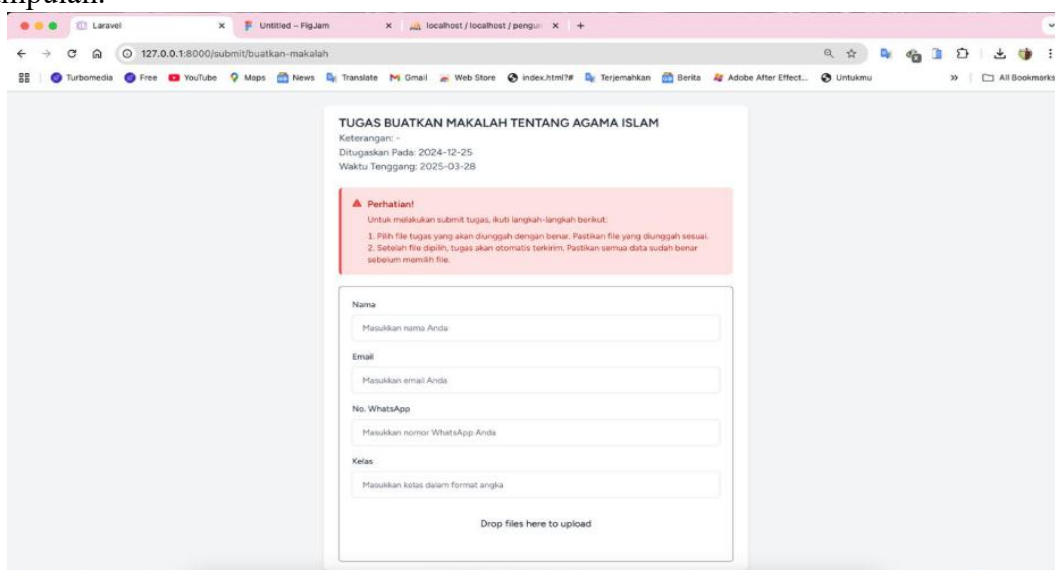 Laravel
Untitled – FigJam
localhost / localhost / pengu
127.0.0.1:8000/submit/buatkan-makalah
Turbomedia Free YouTube Maps News Translate Gmail Web Store index.html?# Terjemahkan Berita Adobe After Effect... Untukmu » All Bookmarks
TUGAS BUATKAN MAKALAH TENTANG AGAMA ISLAM
Keterangan: -
Ditugaskan Pada: 2024-12-25
Waktu Tenggang: 2025-03-28
Perhatian!
Untuk melakukan submit tugas, ikuti langkah-langkah berikut:
1. Pilih file tugas yang akan diunggah dengan benar. Pastikan file yang diunggah sesuai.
2. Setelah file dipilih, tugas akan otomatis terkirim. Pastikan semua data sudah benar
sebelum memilih file.
Nama
Masukkan nama Anda
Email
Masukkan email Anda
No. WhatsApp
Masukkan nomor WhatsApp Anda
Kelas
Masukkan kelas dalam format angka
Drop files here to upload